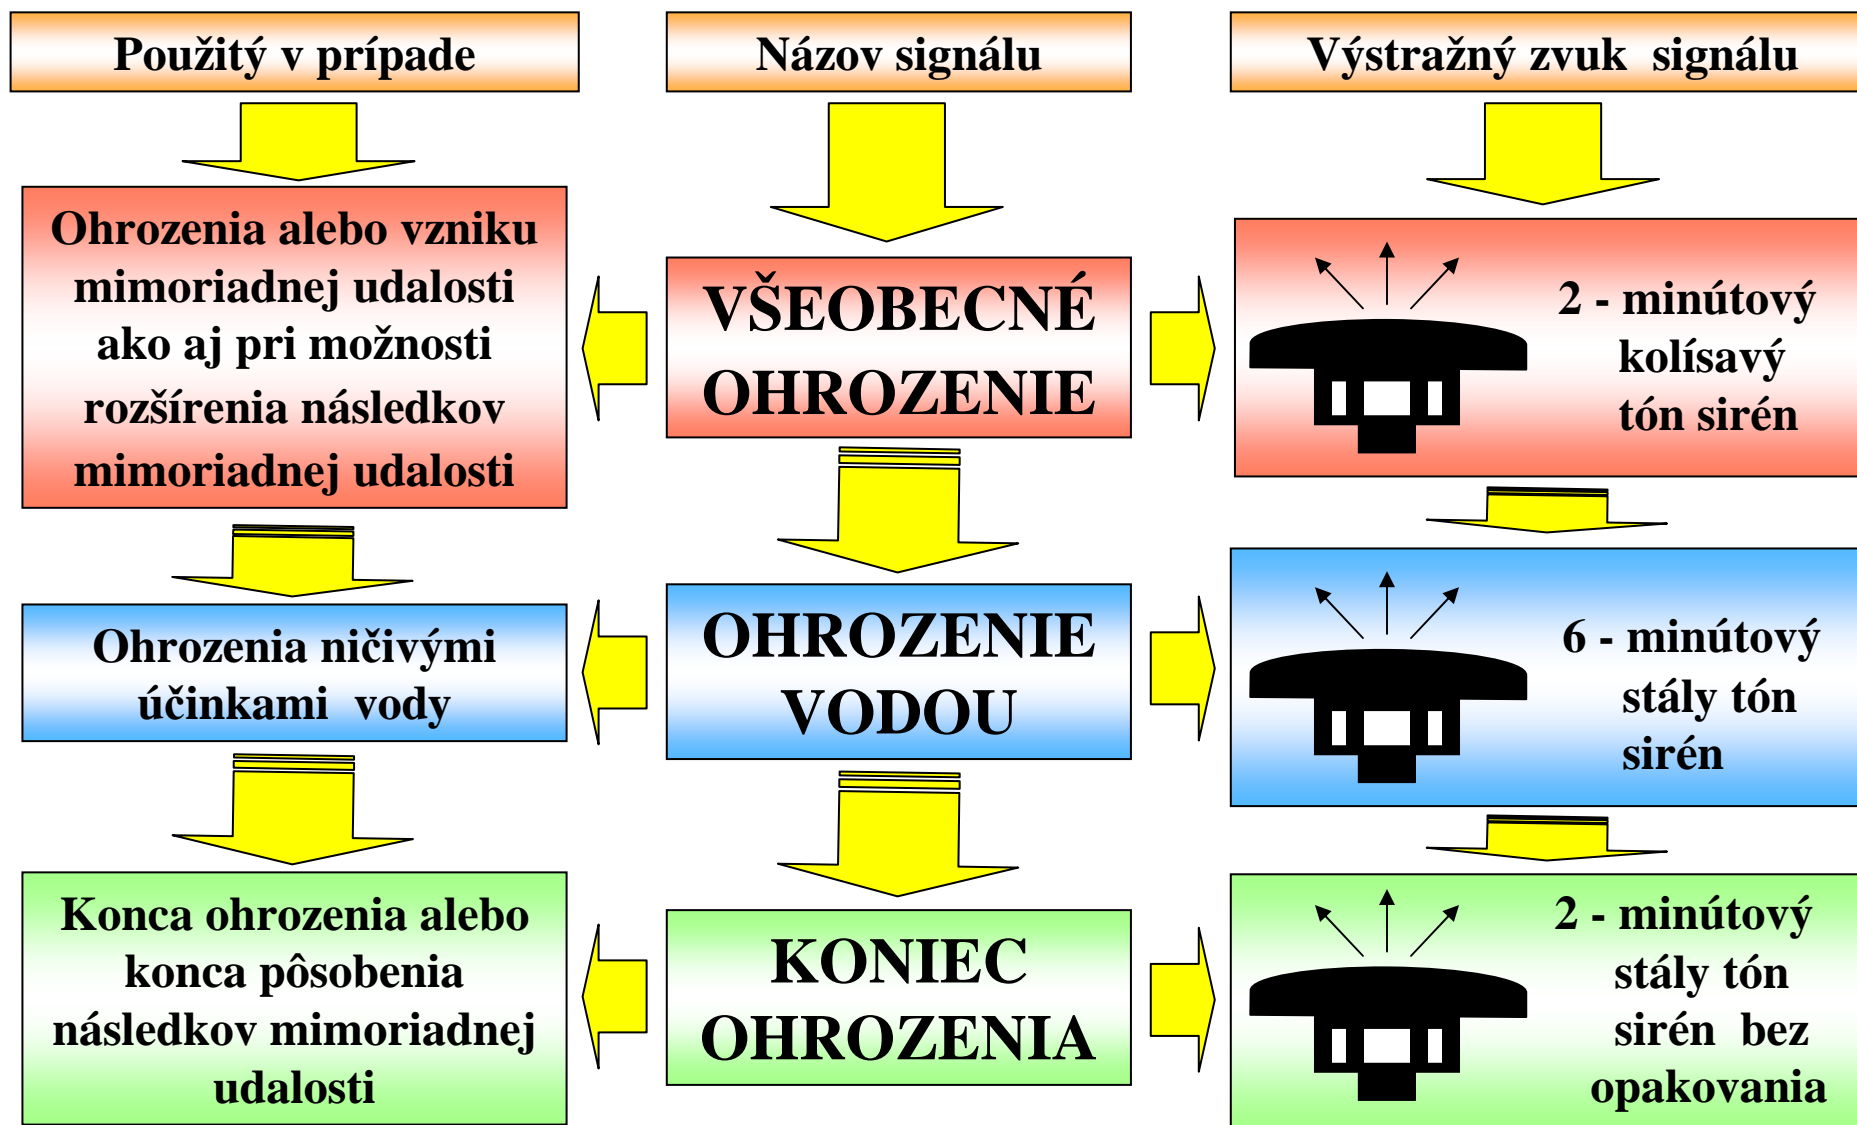 Použitý v prípade
Názov signálu
Výstražný zvuk signálu
Ohrozenia alebo vzniku
mimoriadnej udalosti
ako aj pri možnosti
rozšírenia následkov
mimoriadnej udalosti
VŠEOBECNÉ
OHROZENIE
2 - minútový
kolísavý
tón sirén
Ohrozenia ničivými
účinkami vody
OHROZENIE
VODOU
6 - minútový
stály tón
sirén
Konca ohrozenia alebo
konca pôsobenia
následkov mimoriadnej
udalosti
KONIEC
OHROZENIA
2 - minútový
stály tón
sirén bez
opakovania